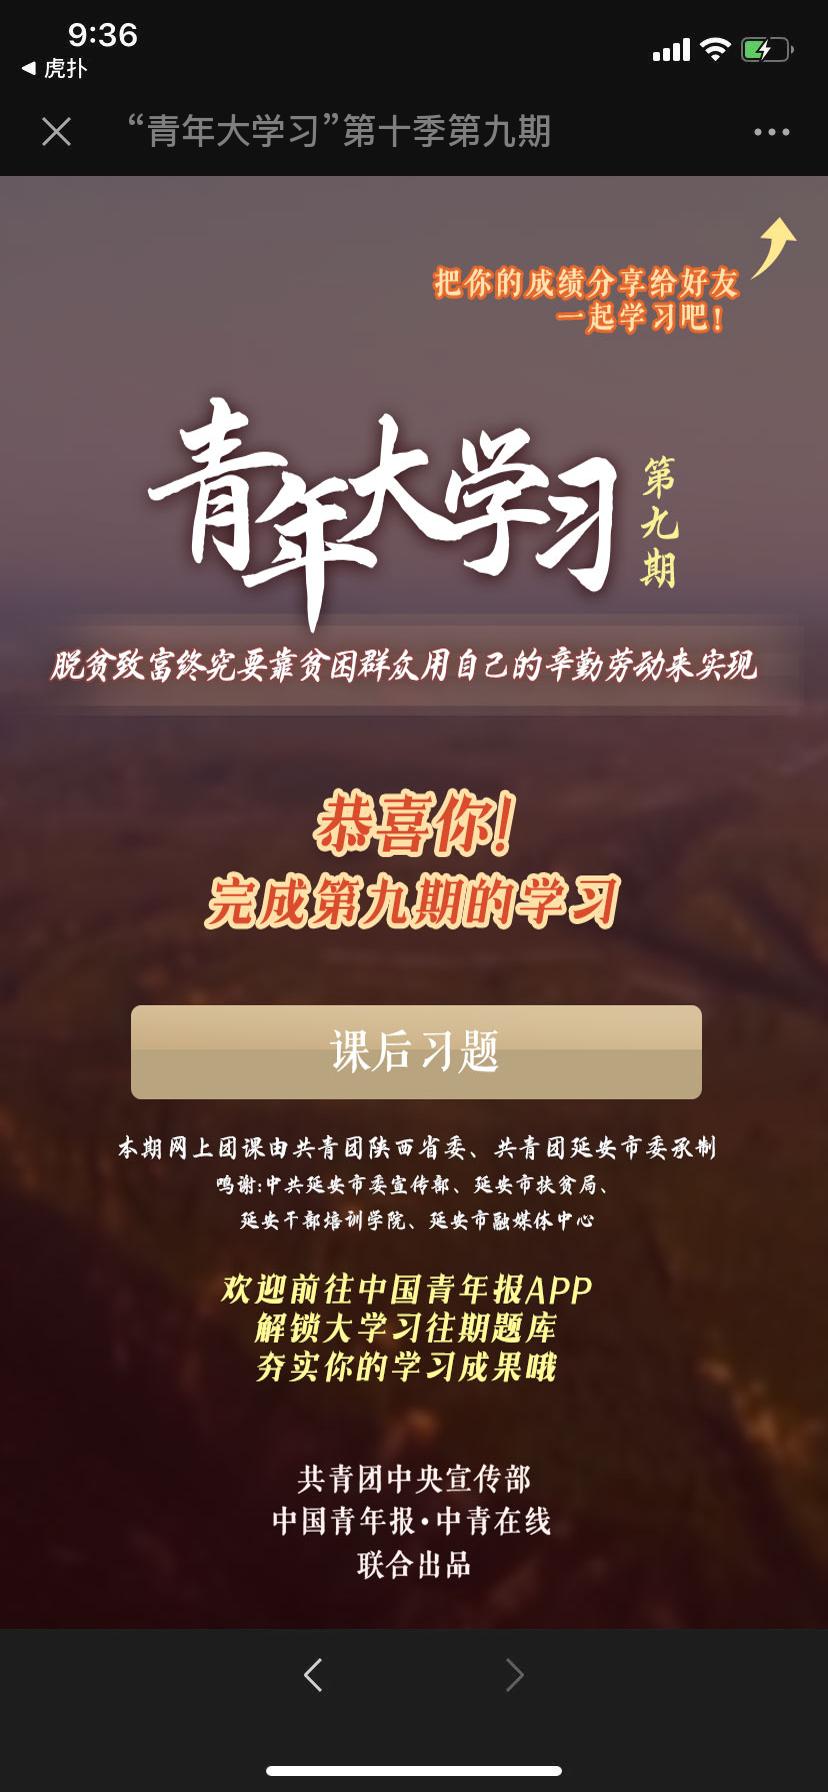 9:36
◀ 虎扑
“青年大学习”第十季第九期
把你的成绩分享给好友
一起学习吧！
青年大学习
第九期
脱贫致富终究要靠贫困群众用自己的辛勤劳动来实现
恭喜你！
完成第九期的学习
课后习题
本期网上团课由共青团陕西省委、共青团延安市委承制
鸣谢：中共延安市委宣传部、延安市扶贫局、
延安干部培训学院、延安市融媒体中心
欢迎前往中国青年报APP
解锁大学习往期题库
夯实你的学习成果哦
共青团中央宣传部
中国青年报·中青在线
联合出品